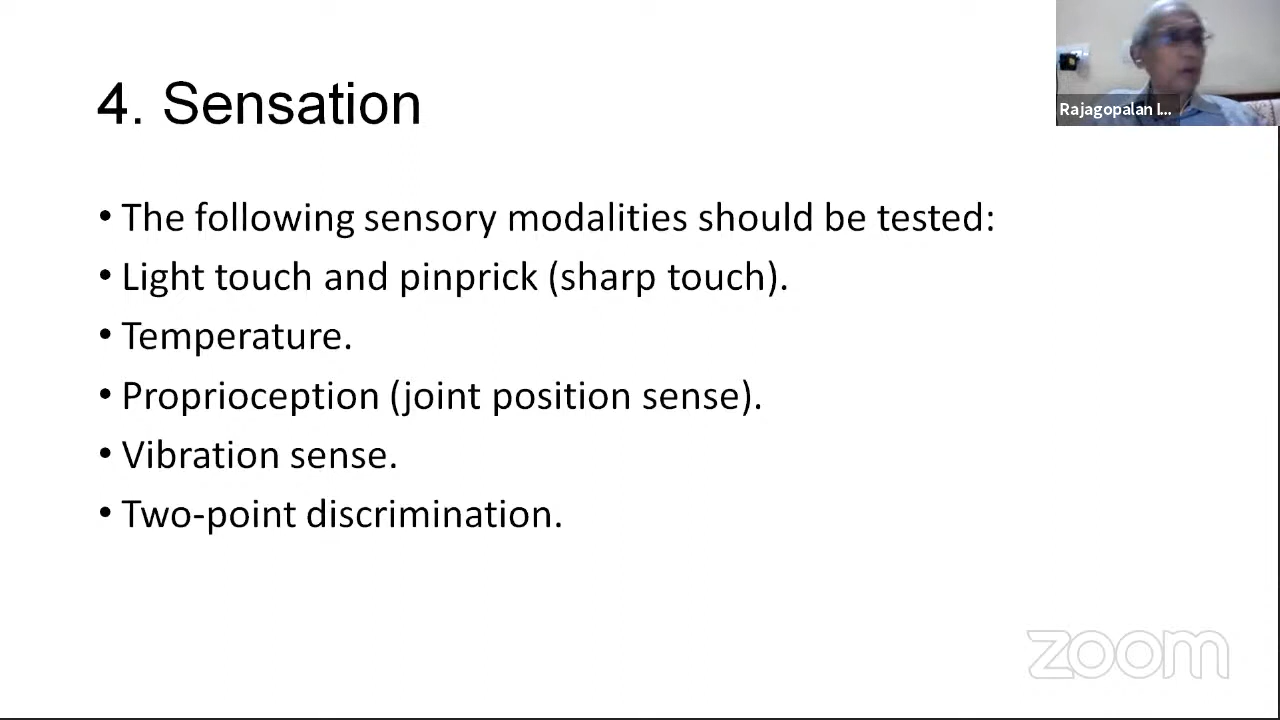 4. Sensation
Rajagopalan I...
• The following sensory modalities should be tested:
• Light touch and pinprick (sharp touch).
• Temperature.
• Proprioception (joint position sense).
• Vibration sense.
• Two-point discrimination.
zoom